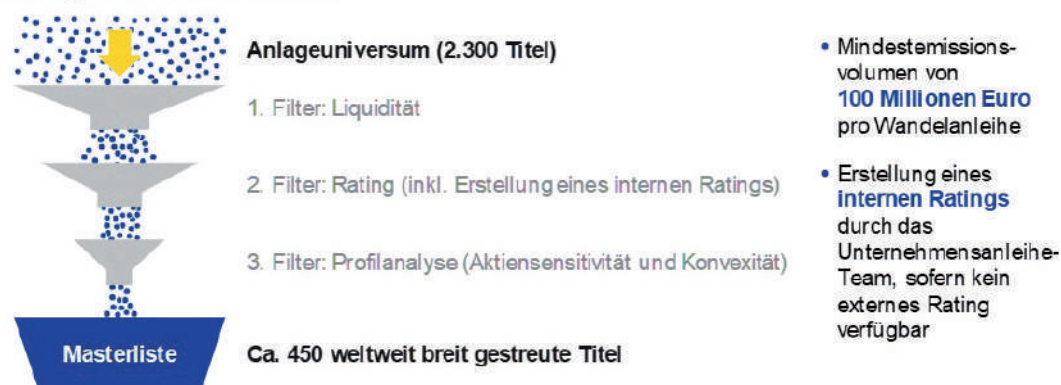 Anlageuniversum (2.300 Titel)
1. Filter: Liquidität
2. Filter: Rating (inkl. Erstellung eines internen Ratings)
3. Filter: Profilanalyse (Aktiensensitivität und Konvexität)
Masterliste
Ca. 450 weltweit breit gestreute Titel
• Mindestemissions-
volumen von
100 Millionen Euro
pro Wandelanleihe
• Erstellung eines
internen Ratings
durch das
Unternehmensanleihe-
Team, sofern kein
externes Rating
verfügbar